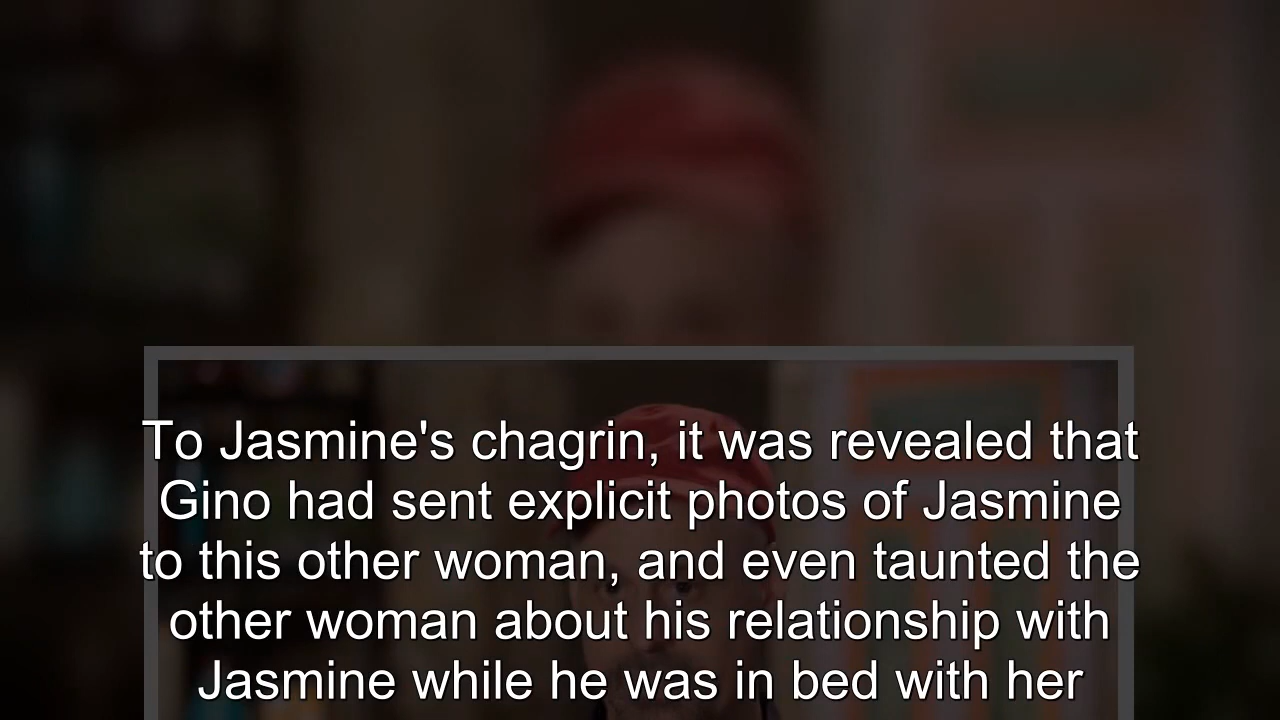 To Jasmine's chagrin, it was revealed that
Gino had sent explicit photos of Jasmine
to this other woman, and even taunted the
other woman about his relationship with
Jasmine while he was in bed with her